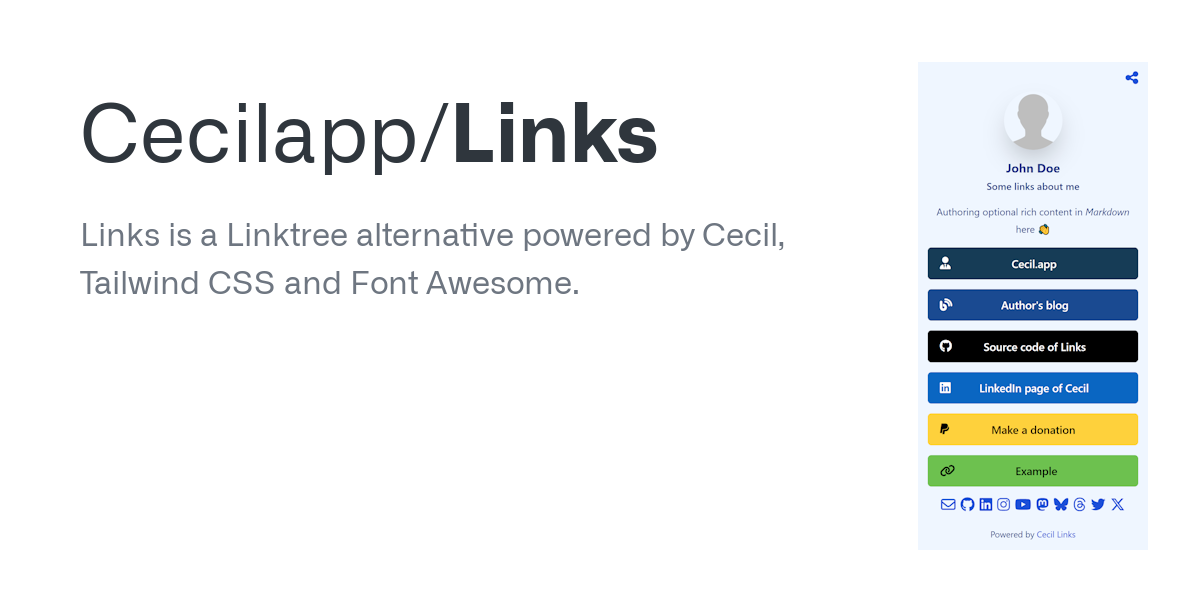 Cecilapp/Links
Links is a Linktree alternative powered by Cecil,
Tailwind CSS and Font Awesome.
John Doe
Some links about me
Authoring optional rich content in Markdown
here 👏
Cecil.app
Author's blog
Source code of Links
LinkedIn page of Cecil
Make a donation
Example
Powered by Cecil Links